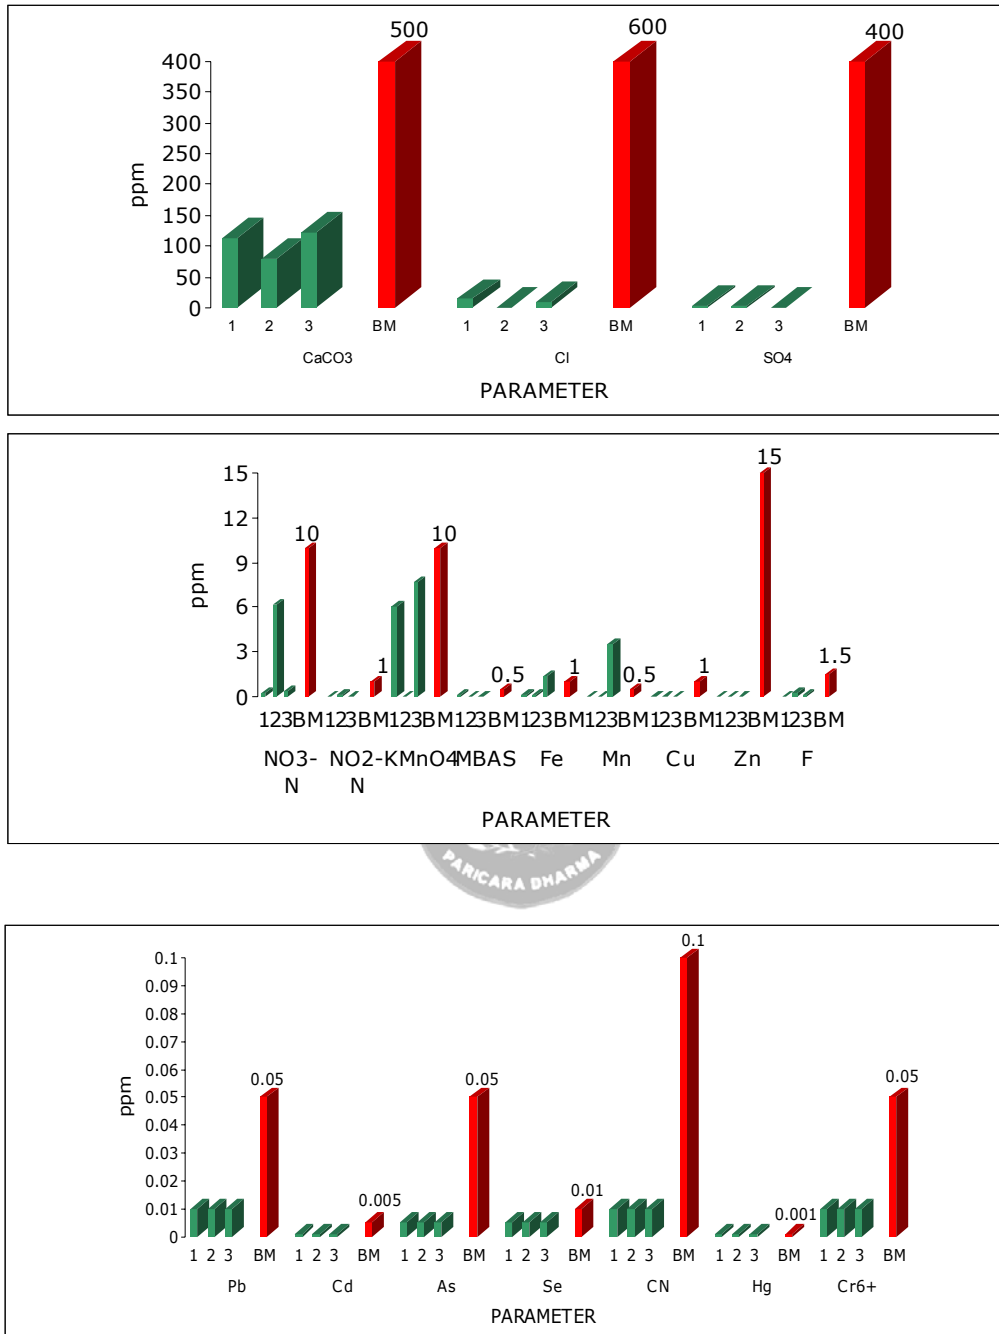 500
600
400
400
350
300
250
200
150
100
50
0
ppm
1 2 3 BM 1 2 3 BM 1 2 3 BM
CaCO3 Cl SO4
PARAMETER
15
15
12
10 10
9
6
3
1 0.5 1 0.5 1 1.5
0
ppm
123BM123BM123BM123BM123BM123BM123BM123BM123BM
NO3- NO2-KMnO4MBAS Fe Mn Cu Zn F
N N
PARAMETER
PARICARA DHARMA
0.1
0.1
0.09
0.08
0.07
0.06
0.05 0.05 0.05
0.05
0.04
0.03
0.02
0.01
0.01
0.005 0.001
0
ppm
1 2 3 BM 1 2 3 BM 1 2 3 BM 1 2 3 BM 1 2 3 BM 1 2 3 BM 1 2 3 BM
Pb Cd As Se CN Hg Cr6+
PARAMETER